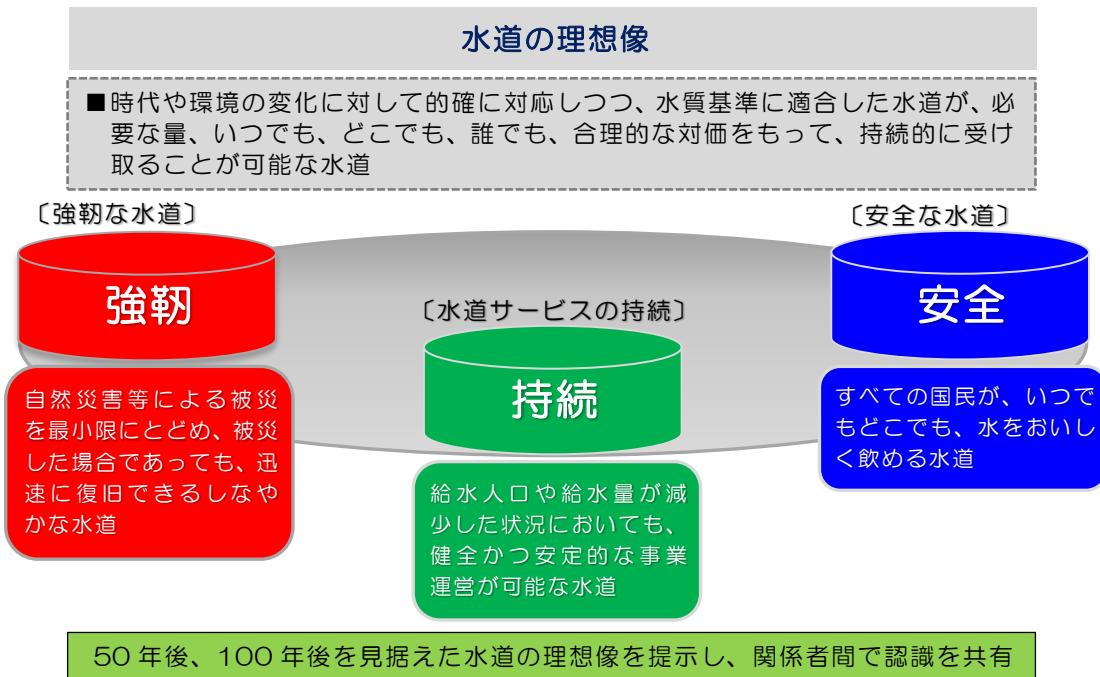 水道の理想像
■時代や環境の変化に対して的確に対応しつつ、水質基準に適合した水道が、必
要な量、いつでも、どこでも、誰でも、合理的な対価をもって、持続的に受け
取ることが可能な水道
〔強靭な水道〕
強靭
自然災害等による被災
を最小限にとどめ、被災
した場合であっても、迅
速に復旧できるしなや
かな水道
〔水道サービスの持続〕
持続
給水人口や給水量が減
少した状況においても、
健全かつ安定的な事業
運営が可能な水道
〔安全な水道〕
安全
すべての国民が、いつで
もどこでも、水をおいし
く飲める水道
50年後、100年後を見据えた水道の理想像を提示し、関係者間で認識を共有